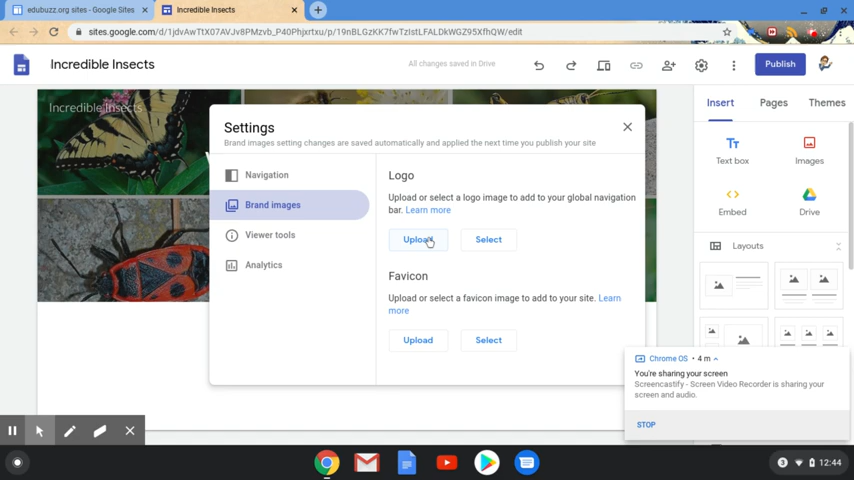 edubuzz.org sites - Google Sites
Incredible Insects
sites.google.com/d/1jdvAwTtX07AVJv8PMzvb_P40Phjxrtxu/p/19nBLGzKK7fwTzIstLFALDkWGZ95XfhQW/edit
Incredible Insects
All changes saved in Drive
Publish
Incredible Insects
Insert
Pages
Themes
Settings
Brand images setting changes are saved automatically and applied the next time you publish your site
Tt
Text box
Images
Embed
Drive
Navigation
Brand images
Viewer tools
Analytics
Logo
Upload or select a logo image to add to your global navigation
bar. Learn more
Upload
Select
Favicon
Upload or select a favicon image to add to your site. Learn
more
Upload
Select
Layouts
Chrome OS • 4 m
You're sharing your screen
Screencastify - Screen Video Recorder is sharing your
screen and audio.
STOP
3
12:44